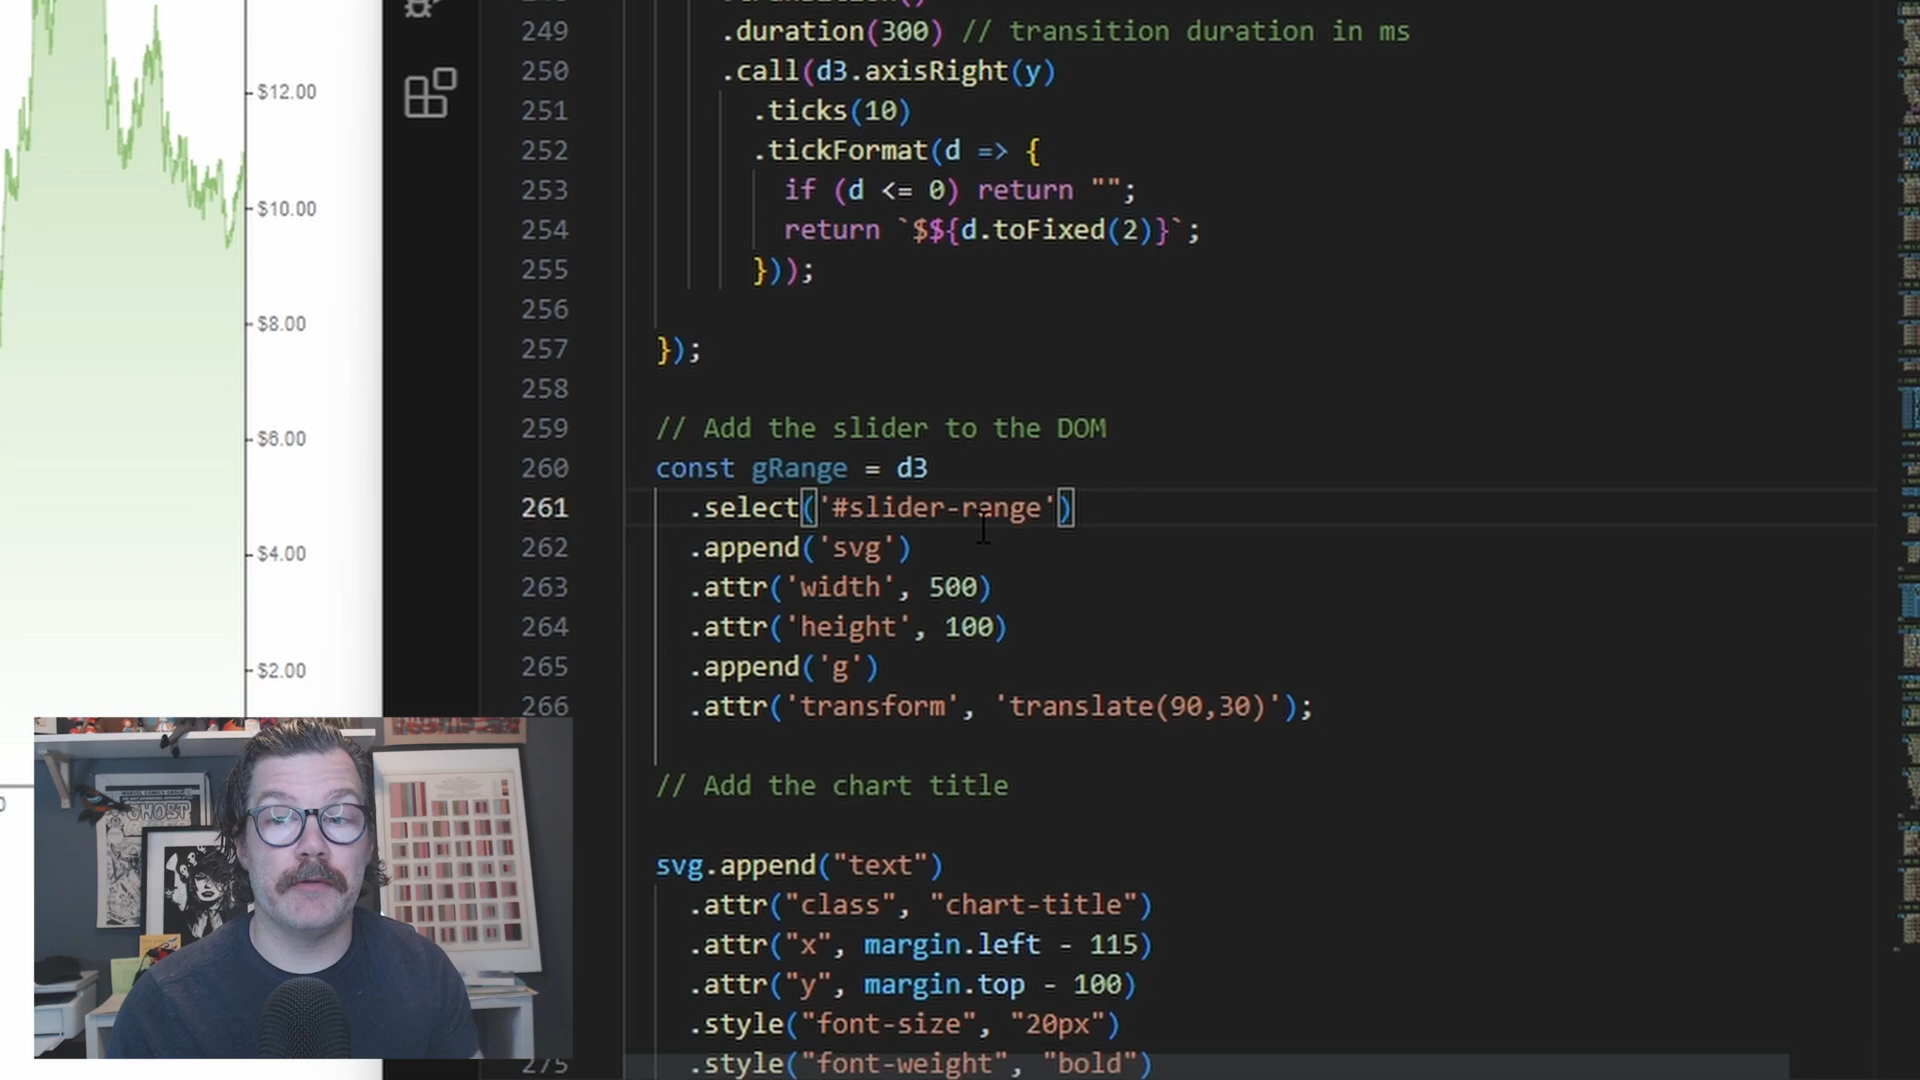 $12.00
$10.00
$8.00
$6.00
$4.00
$2.00
249 .duration(300) // transition duration in ms
250 .call(d3.axisRight(y)
251 .ticks(10)
252 .tickFormat(d => {
253 if (d <= 0) return "";
254 return `$${d.toFixed(2)}`;
255 }));
256
257 });
258
259 // Add the slider to the DOM
260 const gRange = d3
261 .select('#slider-range')
262 .append('svg')
263 .attr('width', 500)
264 .attr('height', 100)
265 .append('g')
266 .attr('transform', 'translate(90,30)');
// Add the chart title
svg.append("text")
.attr("class", "chart-title")
.attr("x", margin.left - 115)
.attr("y", margin.top - 100)
.style("font-size", "20px")
275 .style("font-weight", "bold")
GHOST